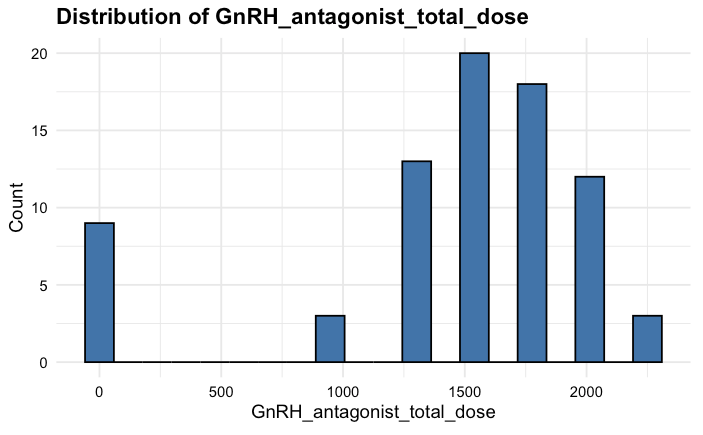 Distribution of GnRH_antagonist_total_dose
20
15
10
5
0
Count
0 500 1000 1500 2000
GnRH_antagonist_total_dose